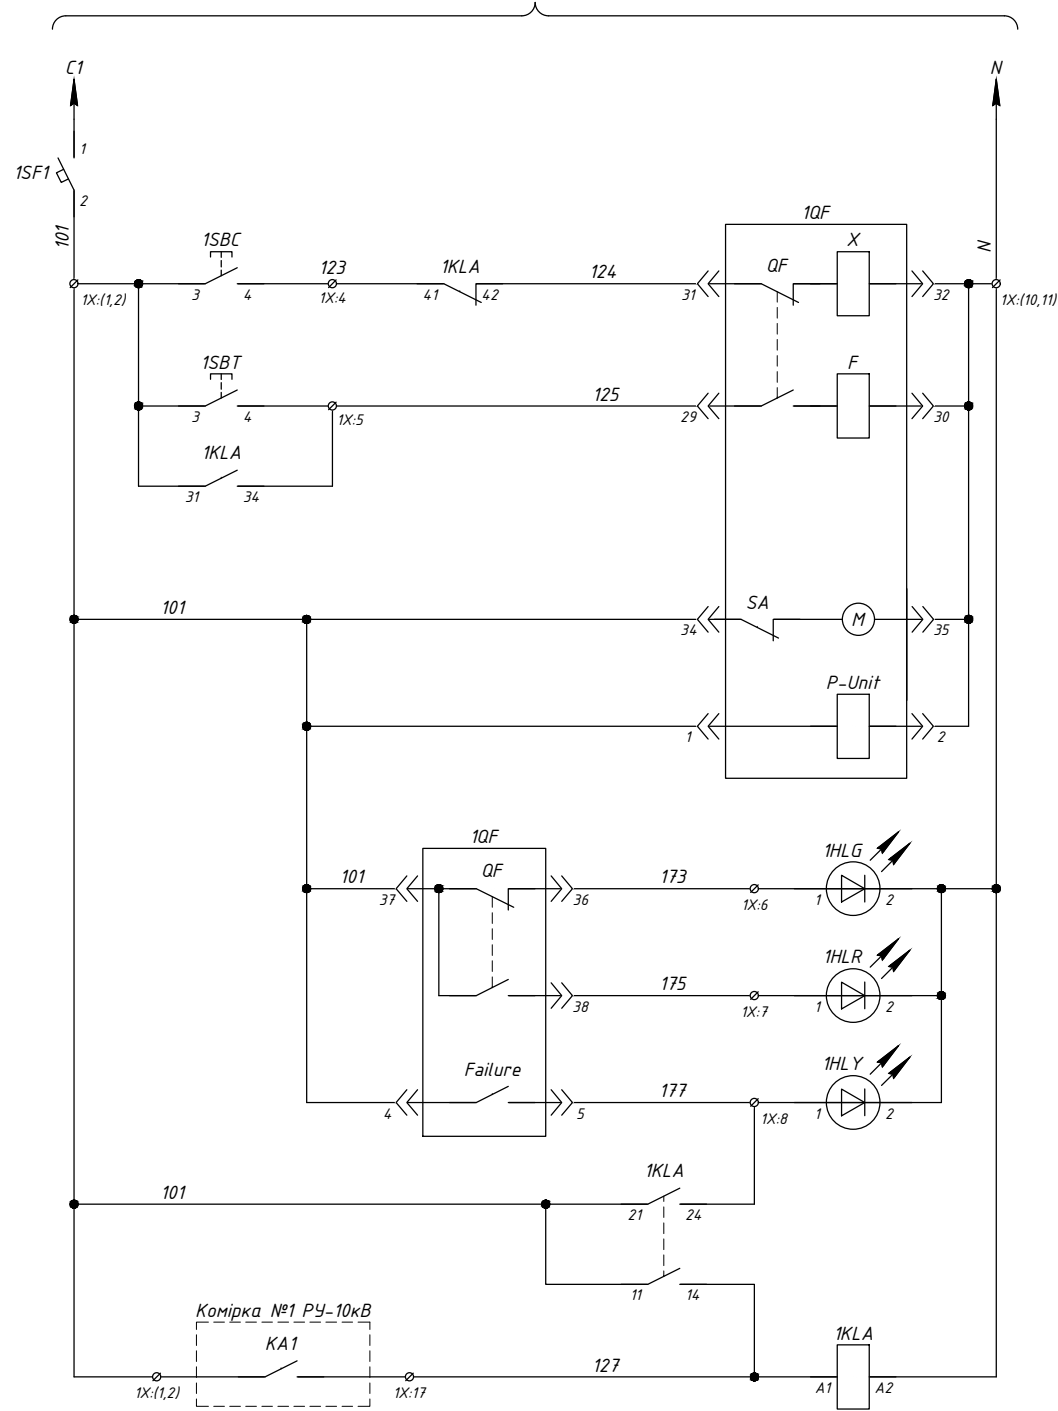 C1
N
1
1SF1
2
101
N
1QF
1SBC
X
123
1KLA
124
QF
3 4
1X:4
41 42
31
32
1X:(1,2)
1X:(10,11)
1SBT
F
125
3 4
1X:5
29
30
1KLA
31 34
101
SA
M
34
35
P-Unit
1
2
1QF
1HLG
101
QF
173
37
36
1X:6
1 2
1HLR
175
38
1X:7
1 2
Failure
1HLY
177
4
5
1X:8
1 2
1KLA
101
21 24
11 14
Комірка №1 РУ-10кВ
KA1
127
1KLA
1X:(1,2)
1X:17
A1 A2